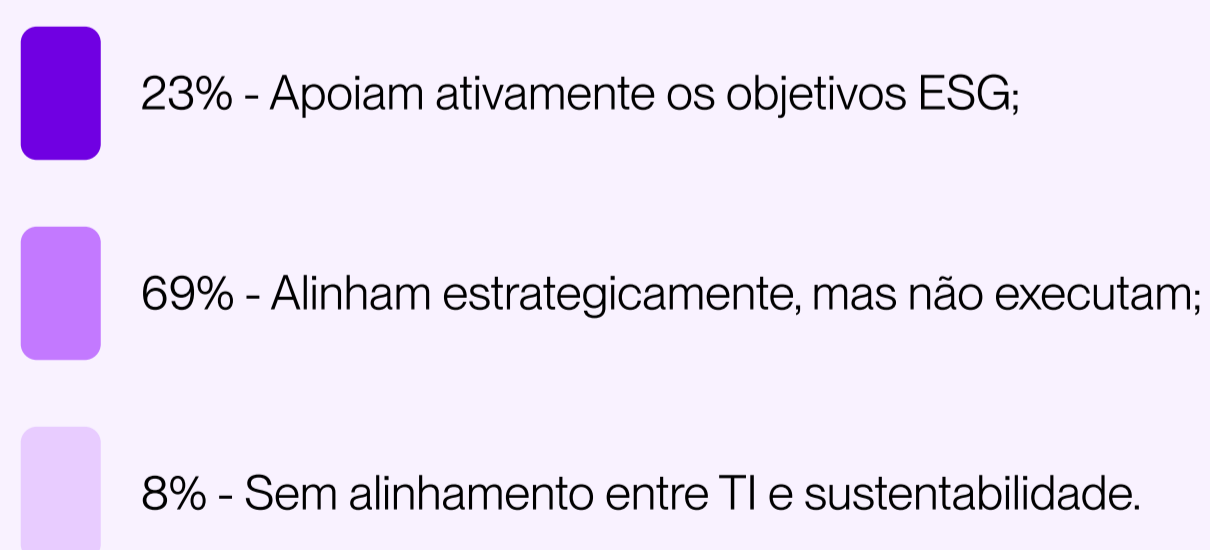 23% - Apoiam ativamente os objetivos ESG;
69% - Alinham estrategicamente, mas não executam;
8% - Sem alinhamento entre TI e sustentabilidade.